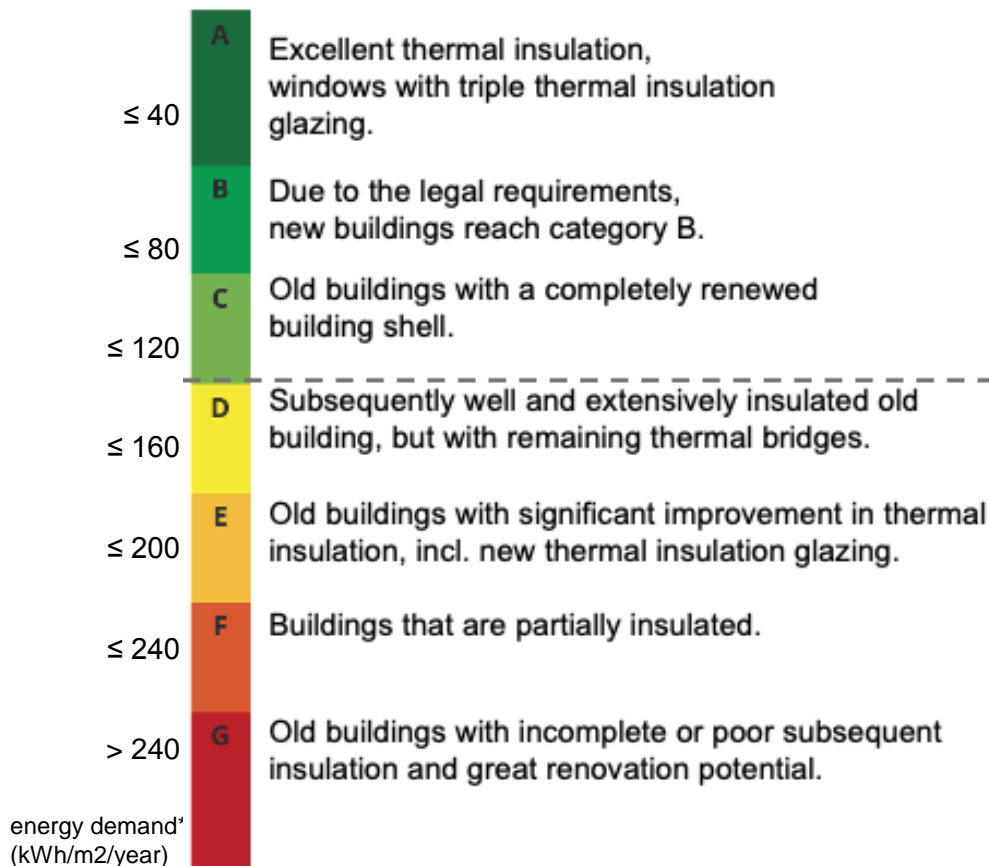 A
Excellent thermal insulation,
windows with triple thermal insulation
glazing.
≤ 40
B
Due to the legal requirements,
new buildings reach category B.
≤ 80
C
Old buildings with a completely renewed
building shell.
≤ 120
D
Subsequently well and extensively insulated old
building, but with remaining thermal bridges.
≤ 160
E
Old buildings with significant improvement in thermal
insulation, incl. new thermal insulation glazing.
≤ 200
F
Buildings that are partially insulated.
≤ 240
G
Old buildings with incomplete or poor subsequent
insulation and great renovation potential.
> 240
energy demand*
(kWh/m2/year)